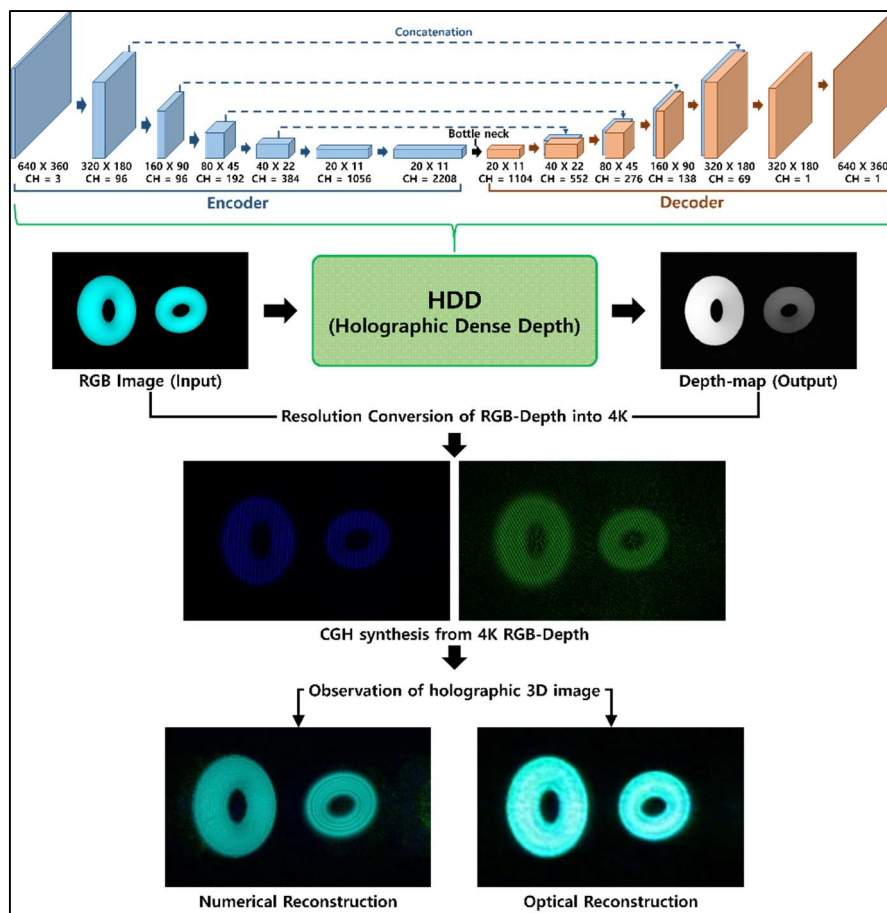 Concatenation
Bottle neck
640 X 360 320 X 180 160 X 90 80 X 45 40 X 22 20 X 11 20 X 11 20 X 11 40 X 22 80 X 45 160 X 90 320 X 180 320 X 180 640 X 360
CH = 3 CH = 96 CH = 96 CH = 192 CH = 384 CH = 1056 CH = 2208 CH = 1104 CH = 552 CH = 276 CH = 138 CH = 69 CH = 1 CH = 1
Encoder Decoder
HDD
(Holographic Dense Depth)
RGB Image (Input) Depth-map (Output)
Resolution Conversion of RGB-Depth into 4K
CGH synthesis from 4K RGB-Depth
Observation of holographic 3D image
Numerical Reconstruction Optical Reconstruction